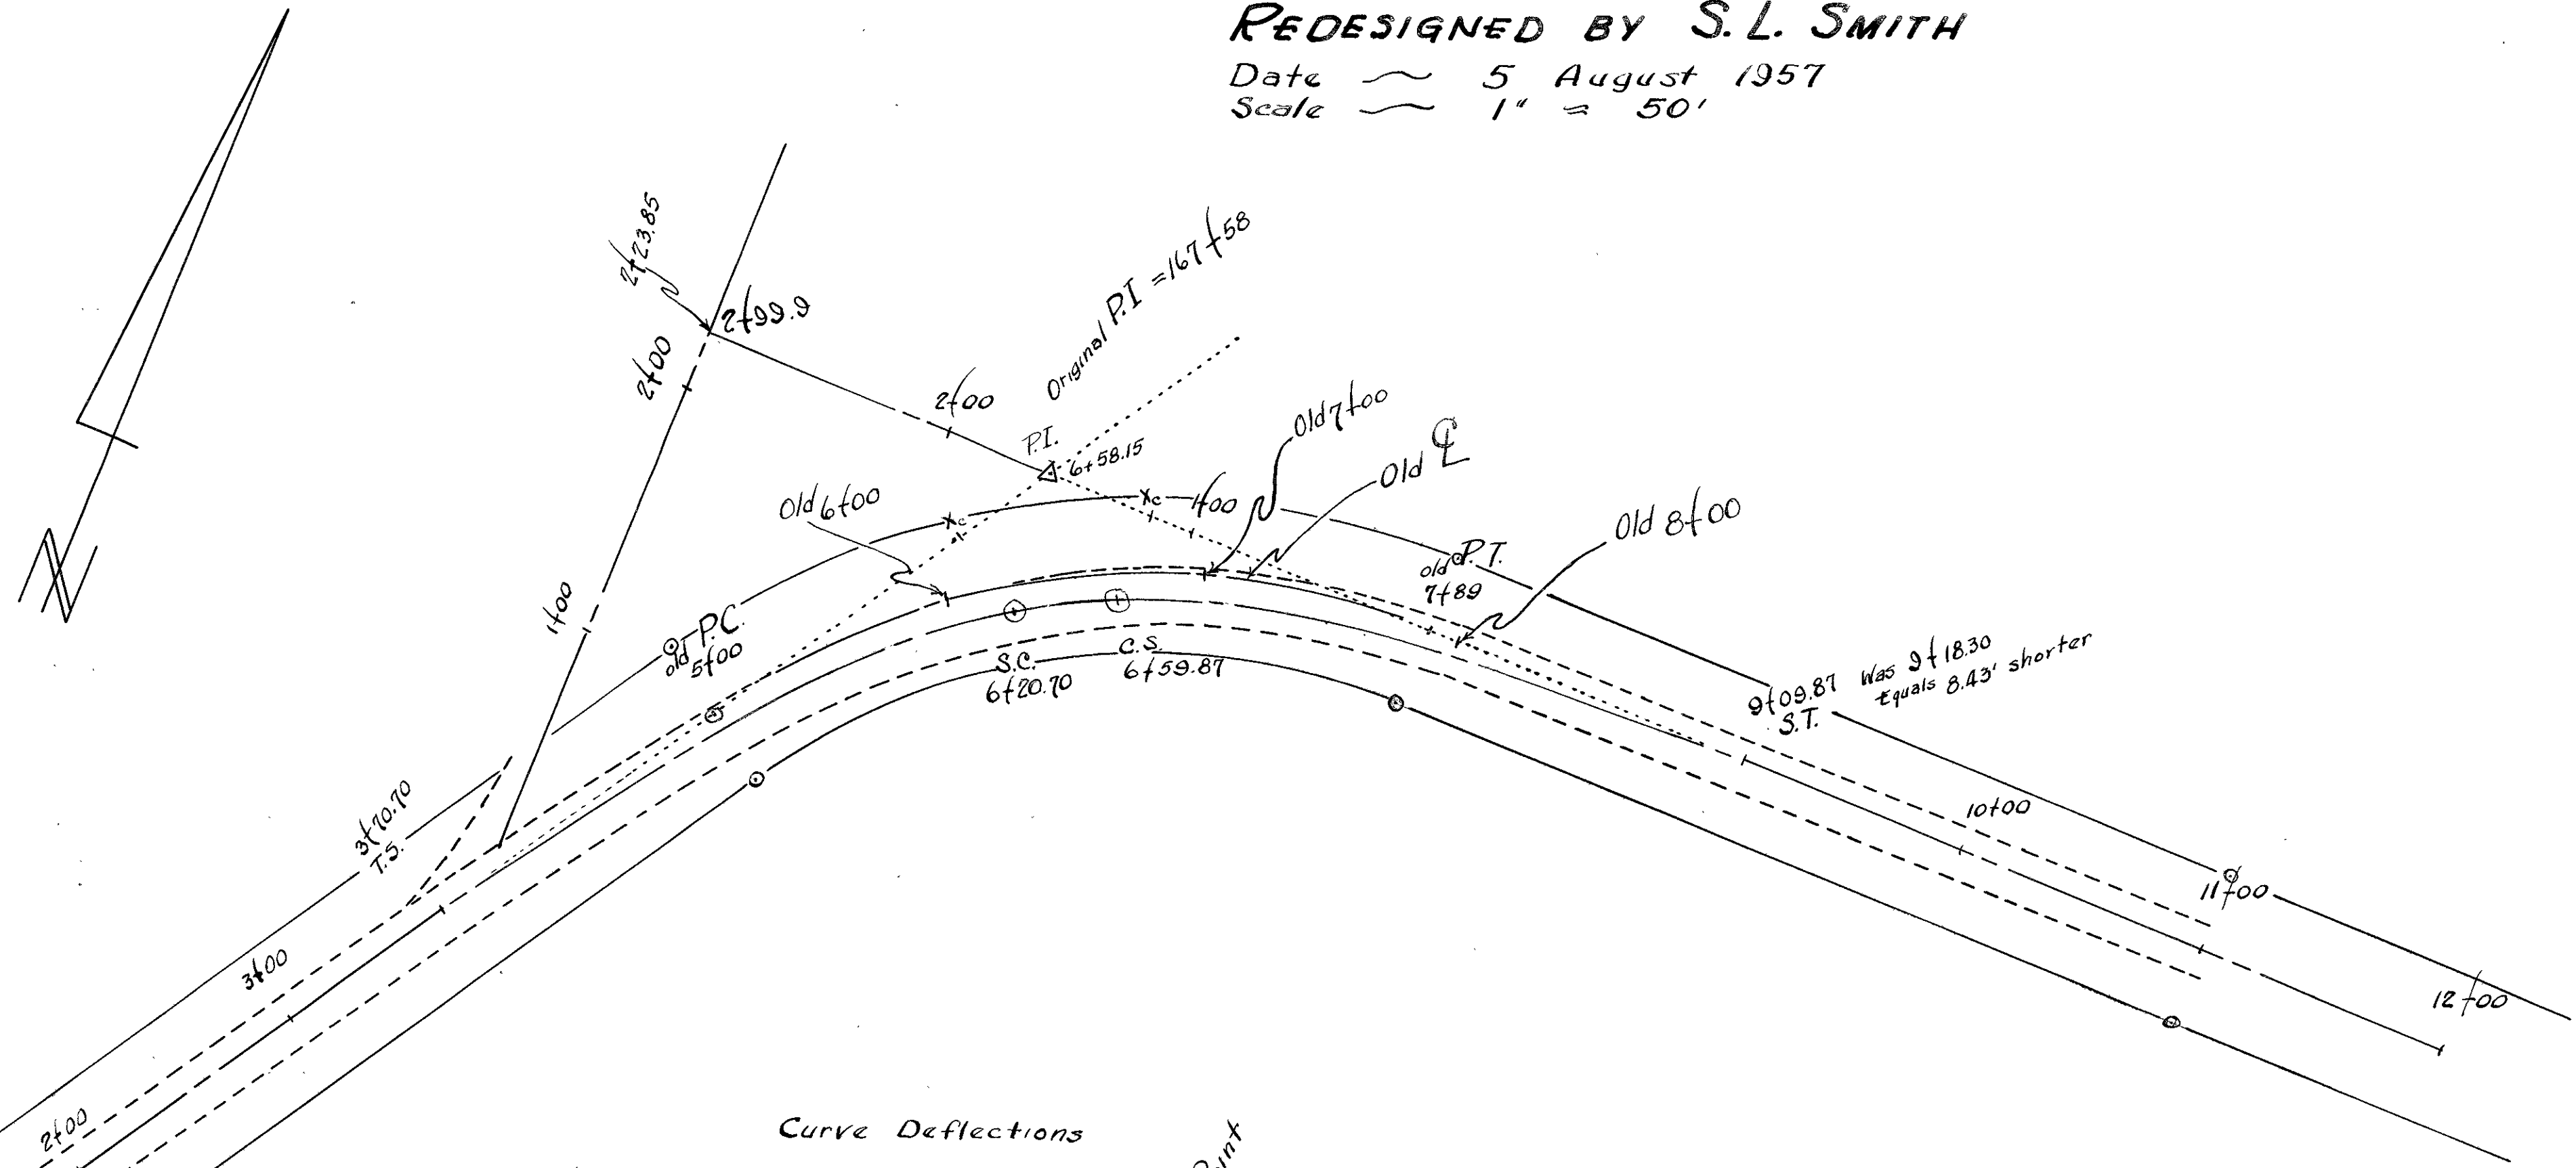 REDESIGNED BY S. L. SMITH
Date ~ 5 August 1957
Scale ~ 1" = 50'
2+23.85
2+99.9
2+00
1+00
N
2+00
Original P.I = 167+58
P.I.
6+58.15
Old 6+00
1+00
Old 7+00
Old ℄
Old 8+00
P.C.
old
5+00
P.T.
old
7+89
S.C.
6+20.70
C.S.
6+59.87
9+09.87
S.T.
Was 9+18.30
Equals 8.43' shorter
3+70.70
T.S.
3+00
2+00
10+00
11+00
12+00
Curve Deflections